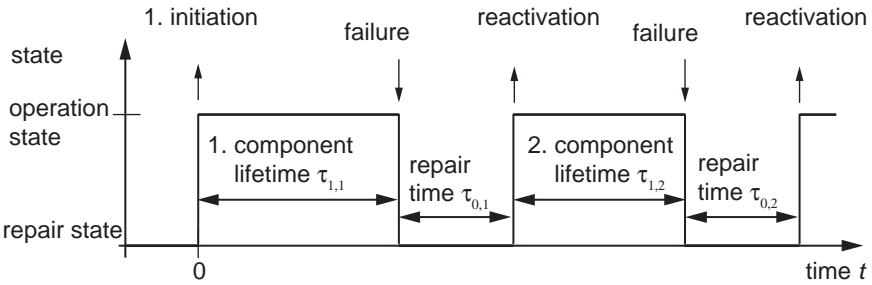 1. initiation
failure
reactivation
failure
reactivation
state
operation
state
1. component
lifetime τ1,1
repair
time τ0,1
2. component
lifetime τ1,2
repair
time τ0,2
repair state
0
time t